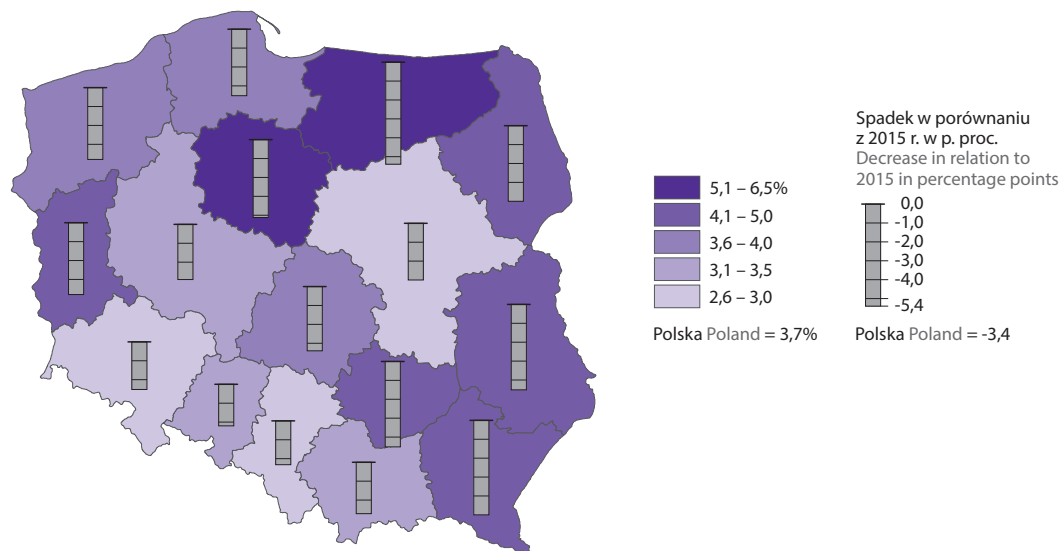 Spadek w porównaniu
z 2015 r. w p. proc.
Decrease in relation to
2015 in percentage points
5,1 – 6,5%
4,1 – 5,0
3,6 – 4,0
3,1 – 3,5
2,6 – 3,0
Polska Poland = 3,7%
0,0
-1,0
-2,0
-3,0
-4,0
-5,4
Polska Poland = -3,4